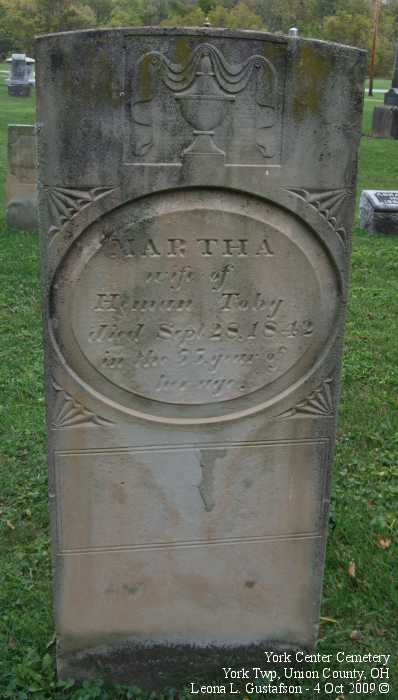 MARTHA
wife of
Heman Toby
died Sept 28, 1842
in the 55 year of
her age.
York Center Cemetery
York Twp, Union County, OH
Leona L. Gustafson - 4 Oct 2009 ©